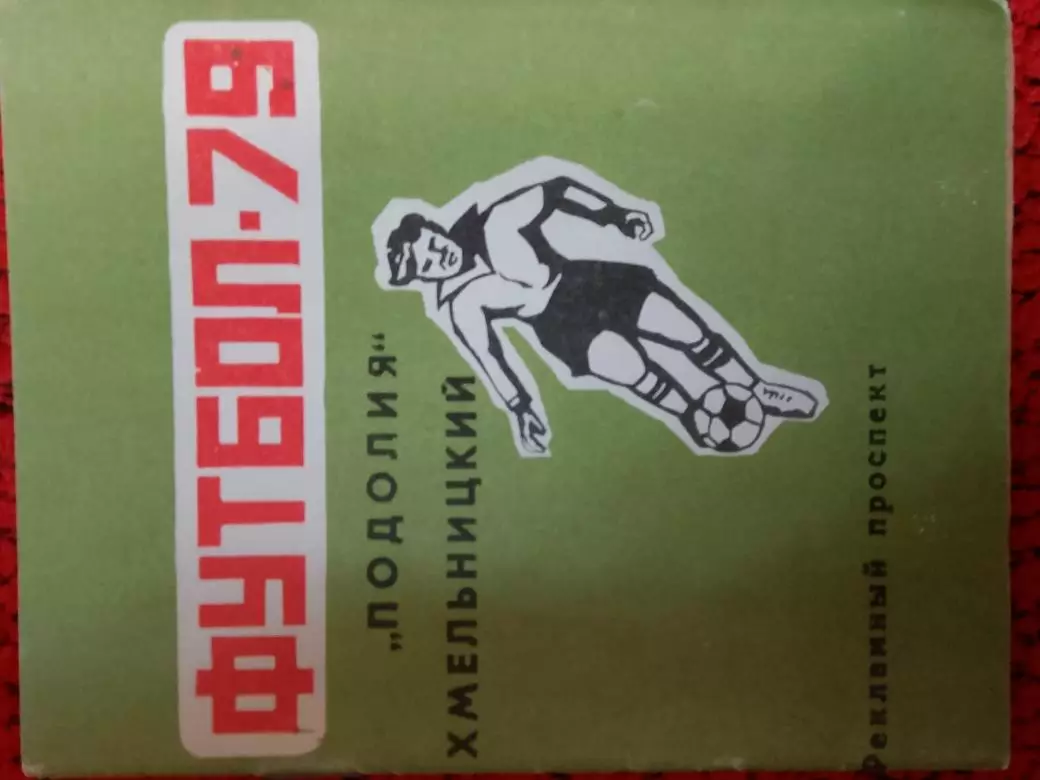 ФУТБОЛ·79
„ПОДОЛИЯ“
ХМЕЛЬНИЦКИЙ
Рекламный проспект